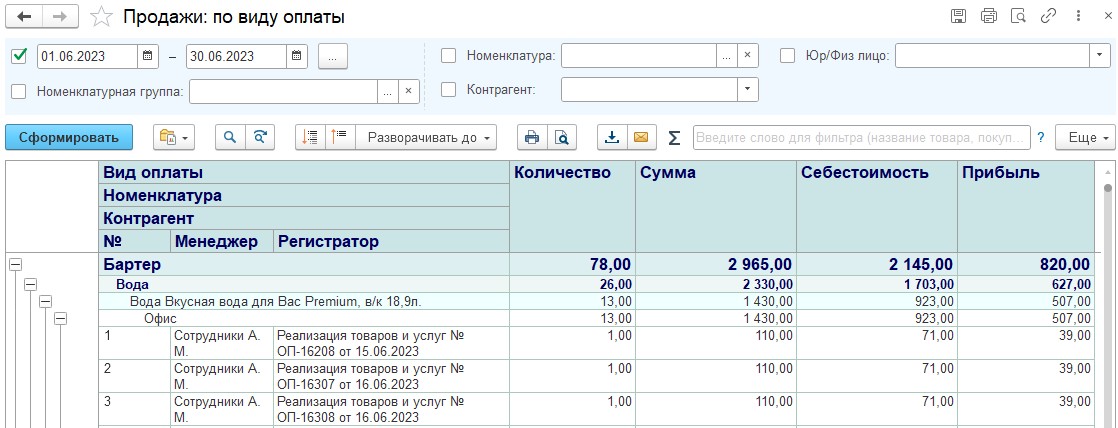 Продажи: по виду оплаты
01.06.2023 – 30.06.2023 ... Номенклатура: ... × Юр/Физ лицо:
Номенклатурная группа: ... × Контрагент:
Сформировать Разворачивать до Σ Введите слово для фильтра (название товара, покуп... ? Еще
Вид оплаты Количество Сумма Себестоимость Прибыль
Номенклатура
Контрагент
№ Менеджер Регистратор
Бартер 78,00 2 965,00 2 145,00 820,00
Вода 26,00 2 330,00 1 703,00 627,00
Вода Вкусная вода для Вас Premium, в/к 18,9л. 13,00 1 430,00 923,00 507,00
Офис 13,00 1 430,00 923,00 507,00
1 Сотрудники А. Реализация товаров и услуг № 1,00 110,00 71,00 39,00
М. ОП-16208 от 15.06.2023
2 Сотрудники А. Реализация товаров и услуг № 1,00 110,00 71,00 39,00
М. ОП-16307 от 16.06.2023
3 Сотрудники А. Реализация товаров и услуг № 1,00 110,00 71,00 39,00
М. ОП-16308 от 16.06.2023